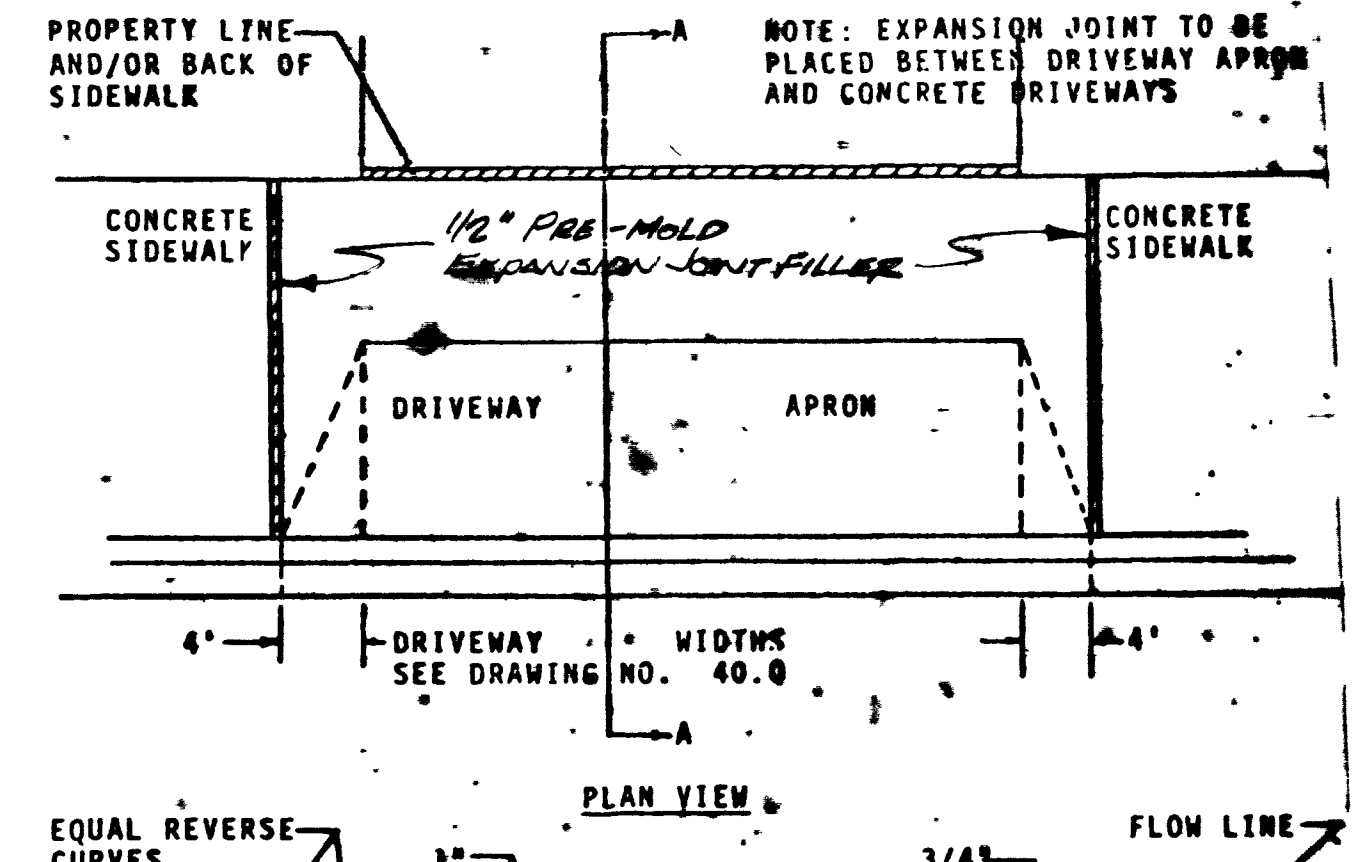 PROPERTY LINE
AND/OR BACK OF
SIDEWALK
A
NOTE: EXPANSION JOINT TO BE
PLACED BETWEEN DRIVEWAY APRON
AND CONCRETE DRIVEWAYS
CONCRETE
SIDEWALK
1/2" PRE-MOLD
EXPANSION JOINT FILLER
CONCRETE
SIDEWALK
DRIVEWAY APRON
4'
DRIVEWAY WIDTHS
SEE DRAWING NO. 40.0
4'
A
PLAN VIEW
EQUAL REVERSE
CURVES
FLOW LINE
3/4"